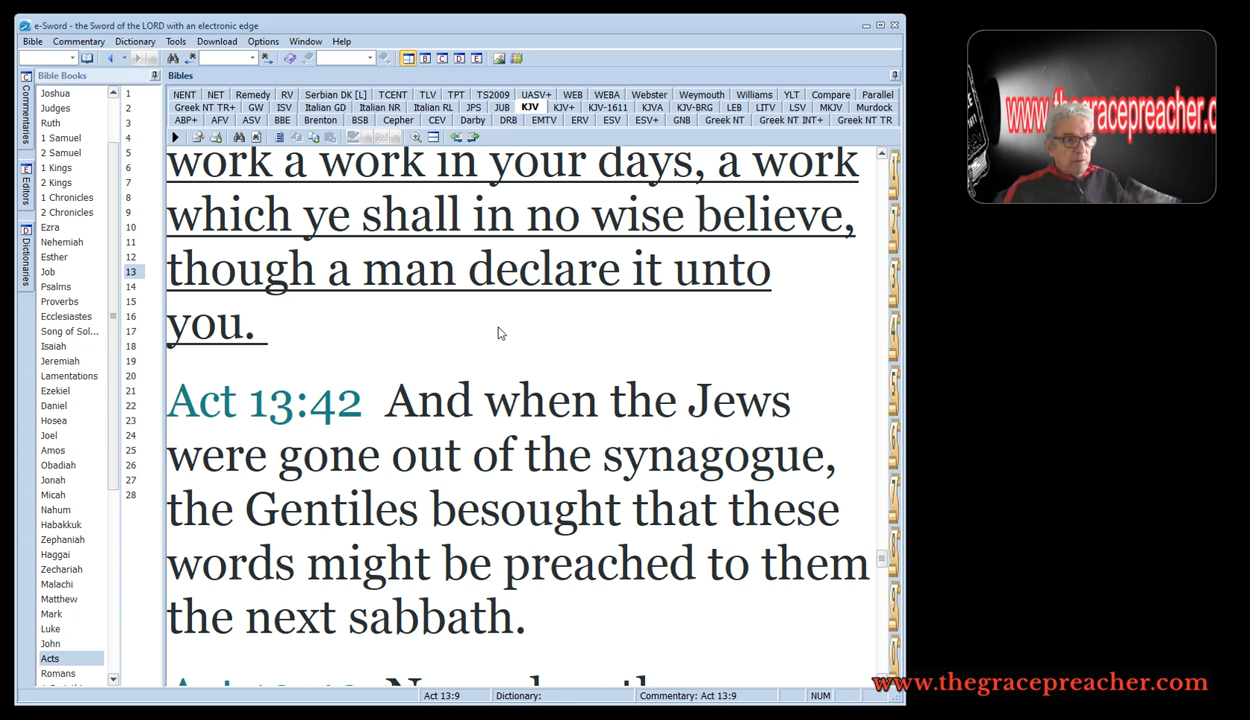 e-Sword - the Sword of the LORD with an electronic edge
Bible Commentary Dictionary Tools Download Options Window Help
Bible Books
Joshua
Judges
Ruth
1 Samuel
2 Samuel
1 Kings
2 Kings
1 Chronicles
2 Chronicles
Ezra
Nehemiah
Esther
Job
Psalms
Proverbs
Ecclesiastes
Song of Sol...
Isaiah
Jeremiah
Lamentations
Ezekiel
Daniel
Hosea
Joel
Amos
Obadiah
Jonah
Micah
Nahum
Habakkuk
Zephaniah
Haggai
Zechariah
Malachi
Matthew
Mark
Luke
John
Acts
Romans
1
2
3
4
5
6
7
8
9
10
11
12
13
14
15
16
17
18
19
20
21
22
23
24
25
26
27
28
Commentaries
Editors
Dictionaries
Bibles
NENT NET Remedy RV Serbian DK [L] TCENT TLV TPT TS2009 UASV+ WEB WEBA Webster Weymouth Williams YLT Compare Parallel
Greek NT TR+ GW ISV Italian GD Italian NR Italian RL JPS JUB KJV KJV+ KJV-1611 KJVA KJV-BRG LEB LITV LSV MKJV Murdock
ABP+ AFV ASV BBE Brenton BSB Cepher CEV Darby DRB EMTV ERV ESV ESV+ GNB Greek NT Greek NT INT+ Greek NT TR
work a work in your days, a work
which ye shall in no wise believe,
though a man declare it unto
you.
Act 13:42 And when the Jews
were gone out of the synagogue,
the Gentiles besought that these
words might be preached to them
the next sabbath.
Act 13:9 Dictionary: Commentary: Act 13:9 NUM
www.thegracepreacher.com